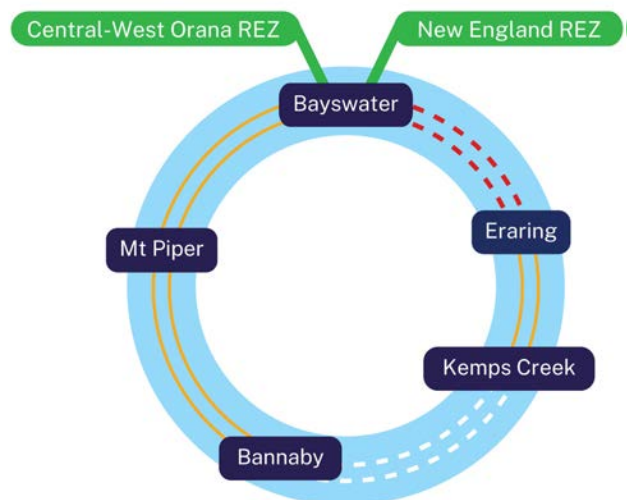 Central-West Orana REZ
New England REZ
Bayswater
Mt Piper
Eraring
Kemps Creek
Bannaby